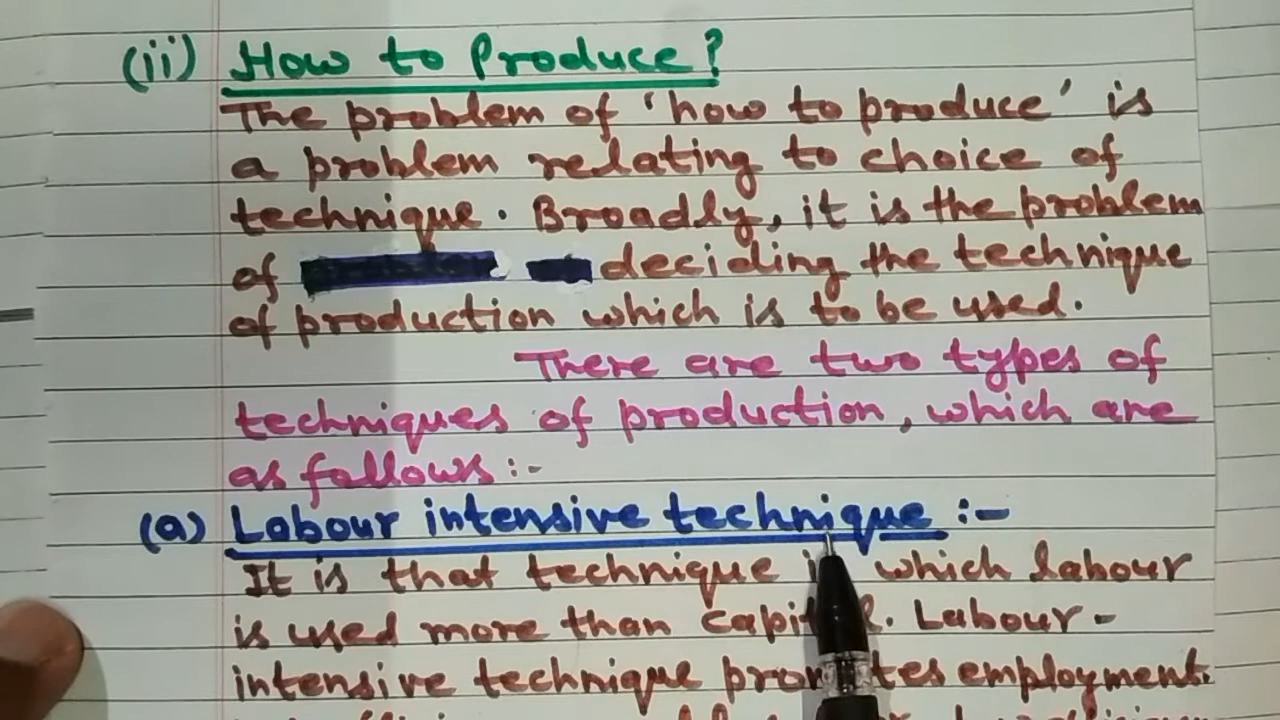 (ii) How to Produce?
The problem of 'how to produce' is
a problem relating to choice of
technique. Broadly, it is the problem
of deciding the technique
of production which is to be used.
There are two types of
techniques of production, which are
as follows:-
(a) Labour intensive technique :-
It is that technique which labour
is used more than Labour-
intensive technique employment.